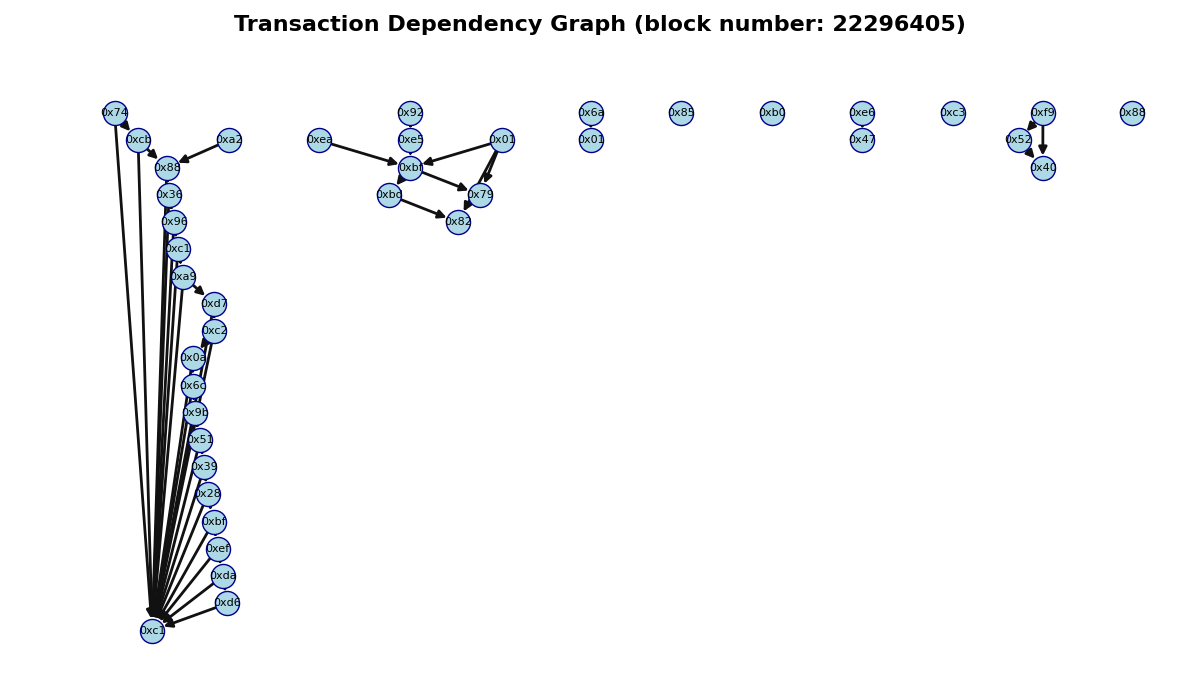 Transaction Dependency Graph (block number: 22296405)
0x74
0x92
0x6a
0x85
0xb0
0xe6
0xc3
0xf9
0x88
0xcb
0xa2
0xea
0xe5
0x01
0x01
0x47
0x52
0x88
0xbf
0x40
0x36
0xbd
0x79
0x96
0x82
0xc1
0xa9
0xd7
0xc2
0x0a
0x6c
0x9b
0x51
0x39
0x28
0xbf
0xef
0xda
0xd6
0xc1